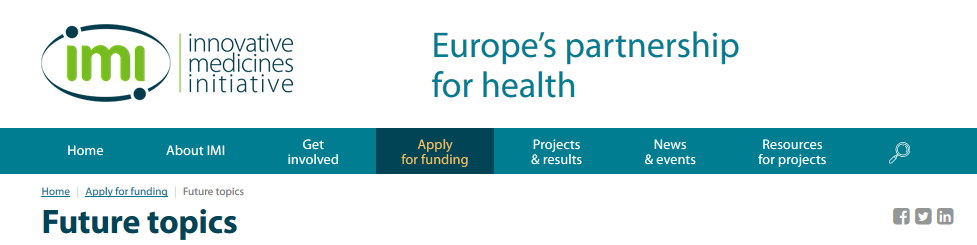 imi
innovative
medicines
initiative
Europe's partnership
for health
Home
About IMI
Get
involved
Apply
for funding
Projects
& results
News
& events
Resources
for projects
Home | Apply for funding | Future topics
Future topics